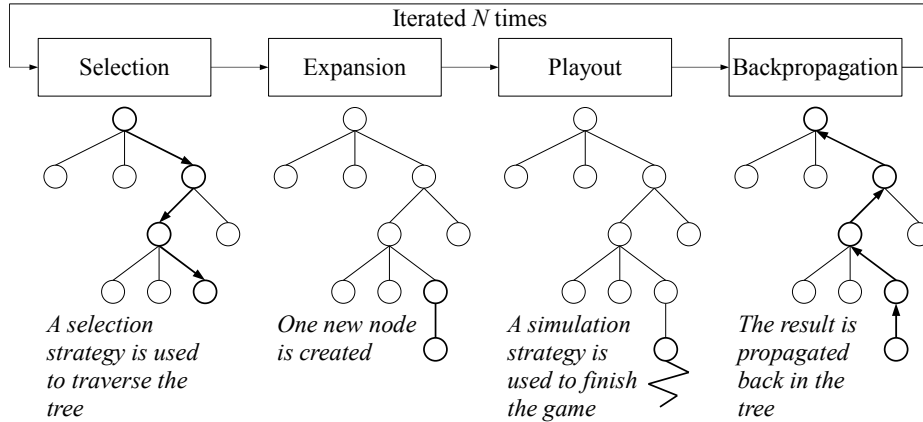 Iterated N times
Selection
Expansion
Playout
Backpropagation
A selection
strategy is used
to traverse the
tree
One new node
is created
A simulation
strategy is
used to finish
the game
The result is
propagated
back in the
tree